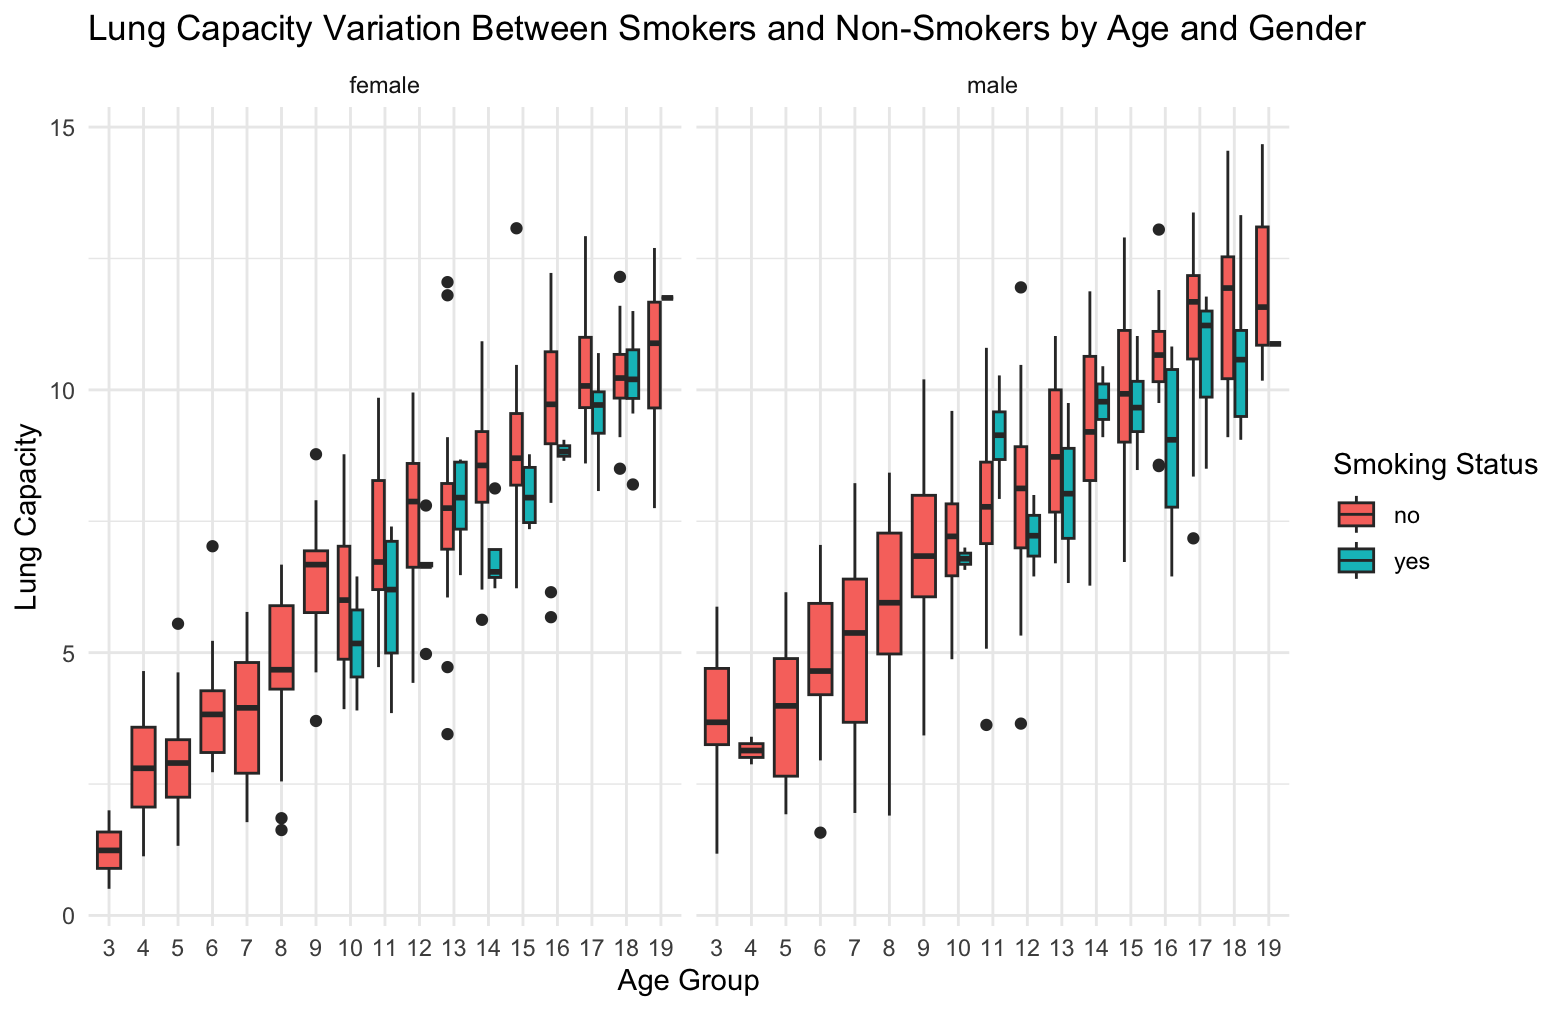 Lung Capacity Variation Between Smokers and Non-Smokers by Age and Gender
female
male
15
10
5
0
Lung Capacity
3 4 5 6 7 8 9 10 11 12 13 14 15 16 17 18 19
3 4 5 6 7 8 9 10 11 12 13 14 15 16 17 18 19
Age Group
Smoking Status
no
yes